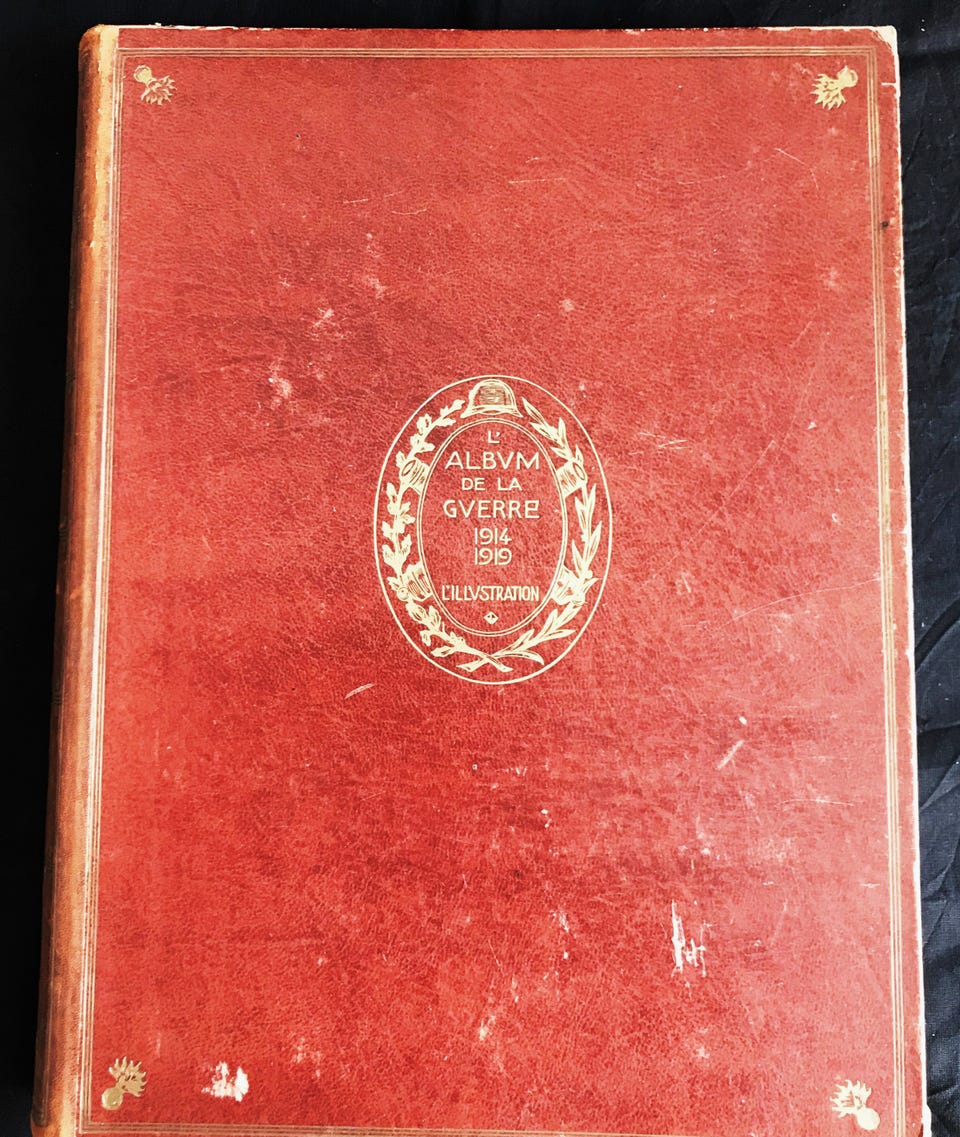 L'
ALBVM
DE LA
GVERRE
1914
1919
L'ILLVSTRATION